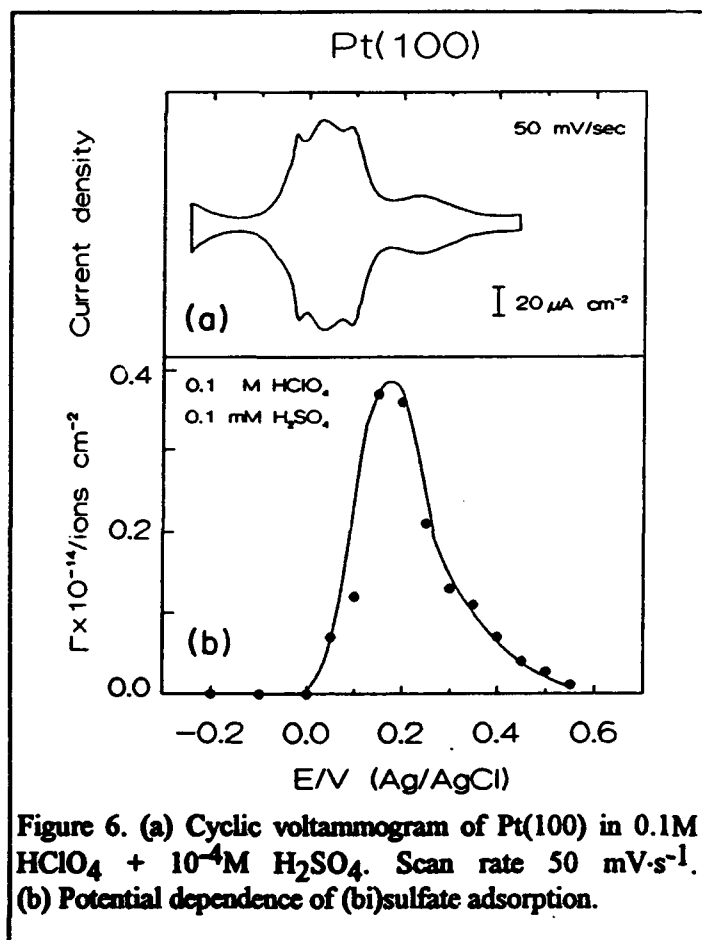 Pt(100)
Current density
50 mV/sec
(a)
20 μA cm⁻²
Γx10⁻¹⁴/ions cm⁻²
0.4
0.2
0.0
0.1 M HClO₄
0.1 mM H₂SO₄
(b)
−0.2 0.0 0.2 0.4 0.6
E/V (Ag/AgCl)
Figure 6. (a) Cyclic voltammogram of Pt(100) in 0.1M
HClO₄ + 10⁻⁴M H₂SO₄. Scan rate 50 mV·s⁻¹.
(b) Potential dependence of (bi)sulfate adsorption.